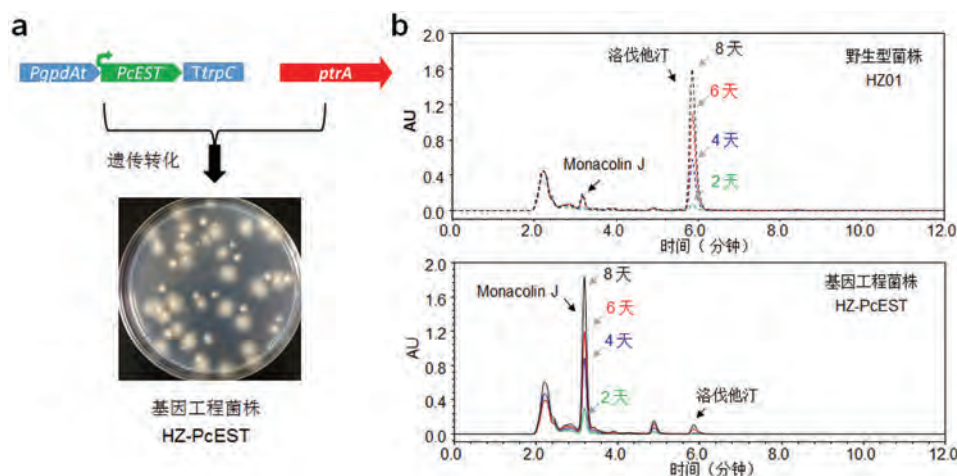 a
PgpdAt PcEST TtrpC ptrA
遗传转化
基因工程菌株
HZ-PcEST
b
2.0
1.6
1.2
0.8
0.4
0.0
AU
洛伐他汀
8天
6天
4天
2天
Monacolin J
野生型菌株
HZ01
0.0 2.0 4.0 6.0 8.0 10.0 12.0
时间（分钟）
2.0
1.6
1.2
0.8
0.4
0.0
AU
Monacolin J
8天
6天
4天
2天
洛伐他汀
基因工程菌株
HZ-PcEST
0.0 2.0 4.0 6.0 8.0 10.0 12.0
时间（分钟）